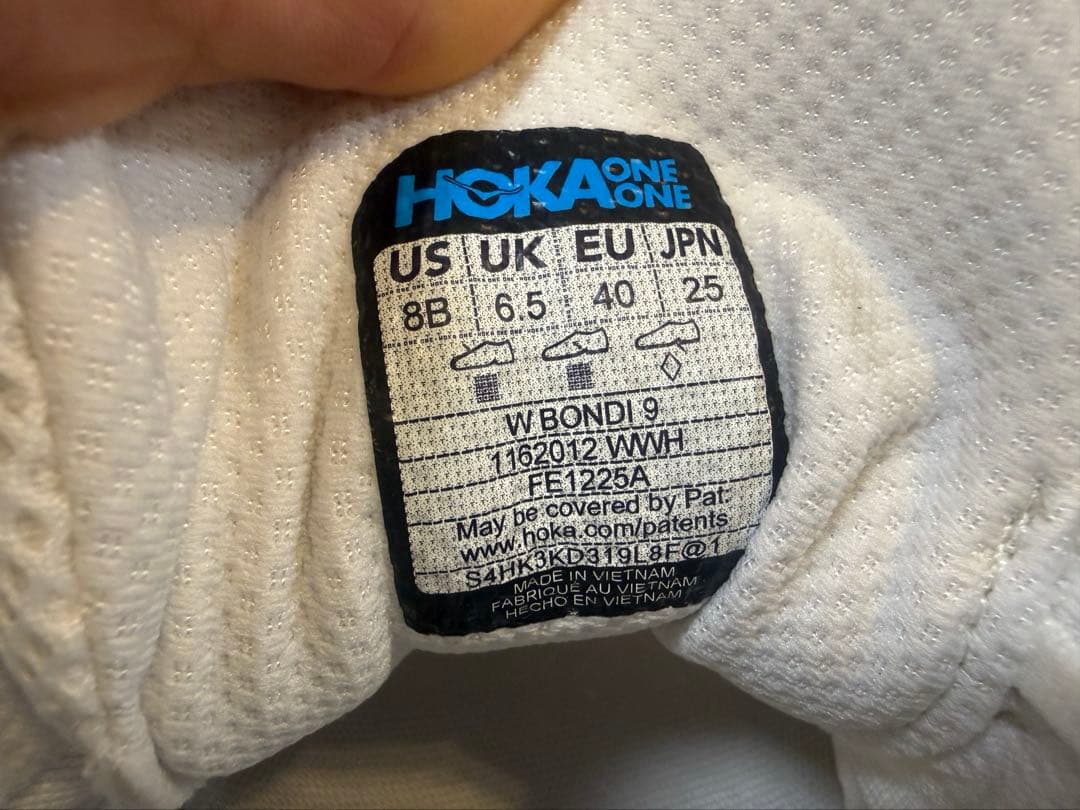 HOKA ONE ONE
US UK EU JPN
8B 6.5 40 25
W BONDI 9
1162012 WWH
FE1225A
May be covered by Pat:
www.hoka.com/patents
S4HK3KD319L8F@1
MADE IN VIETNAM
FABRIQUÉ AU VIETNAM
HECHO EN VIETNAM